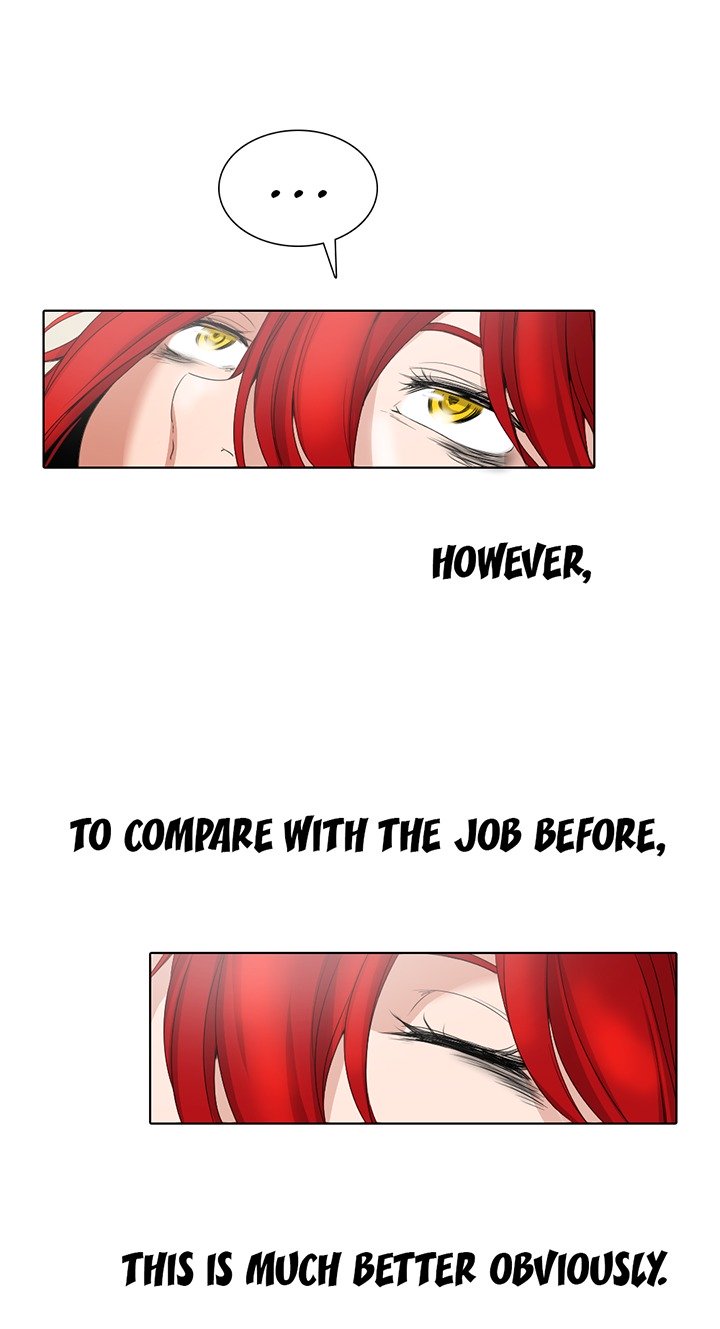 ...
HOWEVER,
TO COMPARE WITH THE JOB BEFORE,
THIS IS MUCH BETTER OBVIOUSLY.